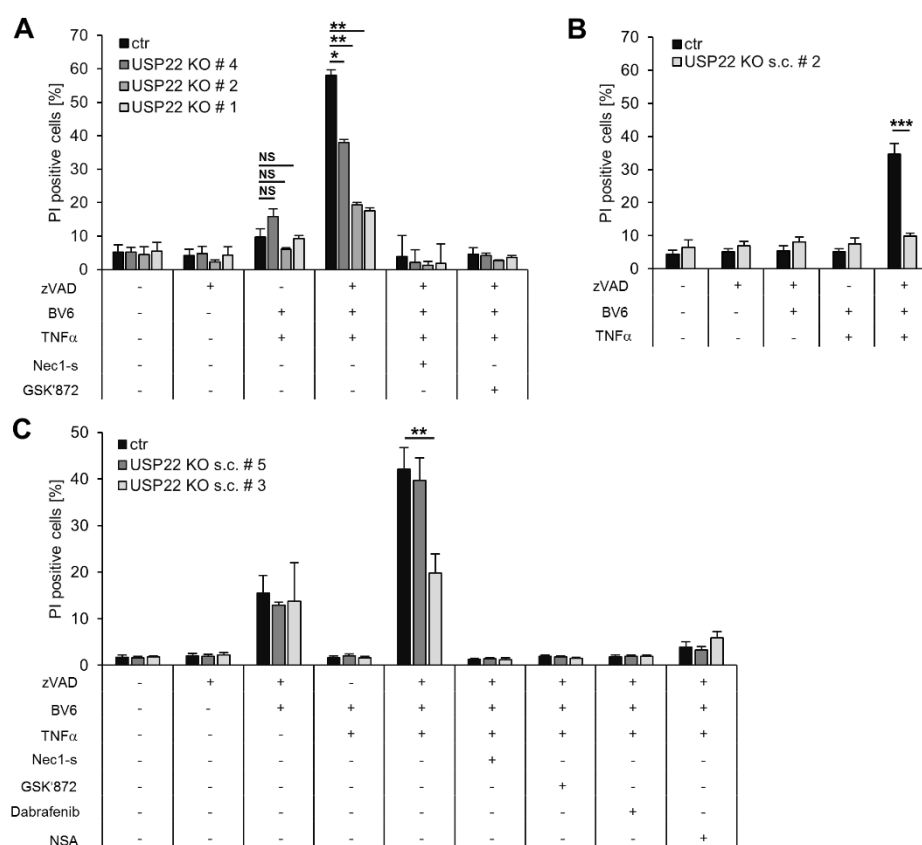 A
ctr
USP22 KO # 4
USP22 KO # 2
USP22 KO # 1
PI positive cells [%]
70
60
50
40
30
20
10
0
NS
NS
NS
**
**
*
zVAD - + - + + +
BV6 - - + + + +
TNFα - - + + + +
Nec1-s - - - - + -
GSK'872 - - - - - +
B
ctr
USP22 KO s.c. # 2
PI positive cells [%]
70
60
50
40
30
20
10
0
***
zVAD - + + - +
BV6 - - + + +
TNFα - - - + +
C
ctr
USP22 KO s.c. # 5
USP22 KO s.c. # 3
PI positive cells [%]
50
40
30
20
10
0
**
zVAD - + + - + + + + +
BV6 - - + + + + + + +
TNFα - - - + + + + + +
Nec1-s - - - - - + - - -
GSK'872 - - - - - - + - -
Dabrafenib - - - - - - - + -
NSA - - - - - - - - +